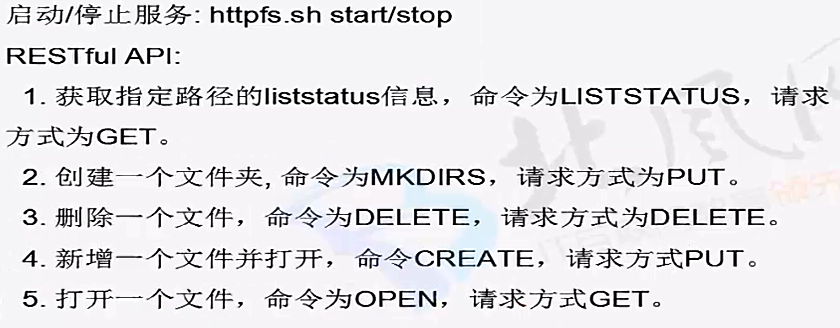 启动/停止服务: httpfs.sh start/stop
RESTful API:
1. 获取指定路径的liststatus信息，命令为LISTSTATUS，请求
方式为GET。
2. 创建一个文件夹, 命令为MKDIRS，请求方式为PUT。
3. 删除一个文件，命令为DELETE，请求方式为DELETE。
4. 新增一个文件并打开，命令CREATE，请求方式PUT。
5. 打开一个文件，命令为OPEN，请求方式GET。